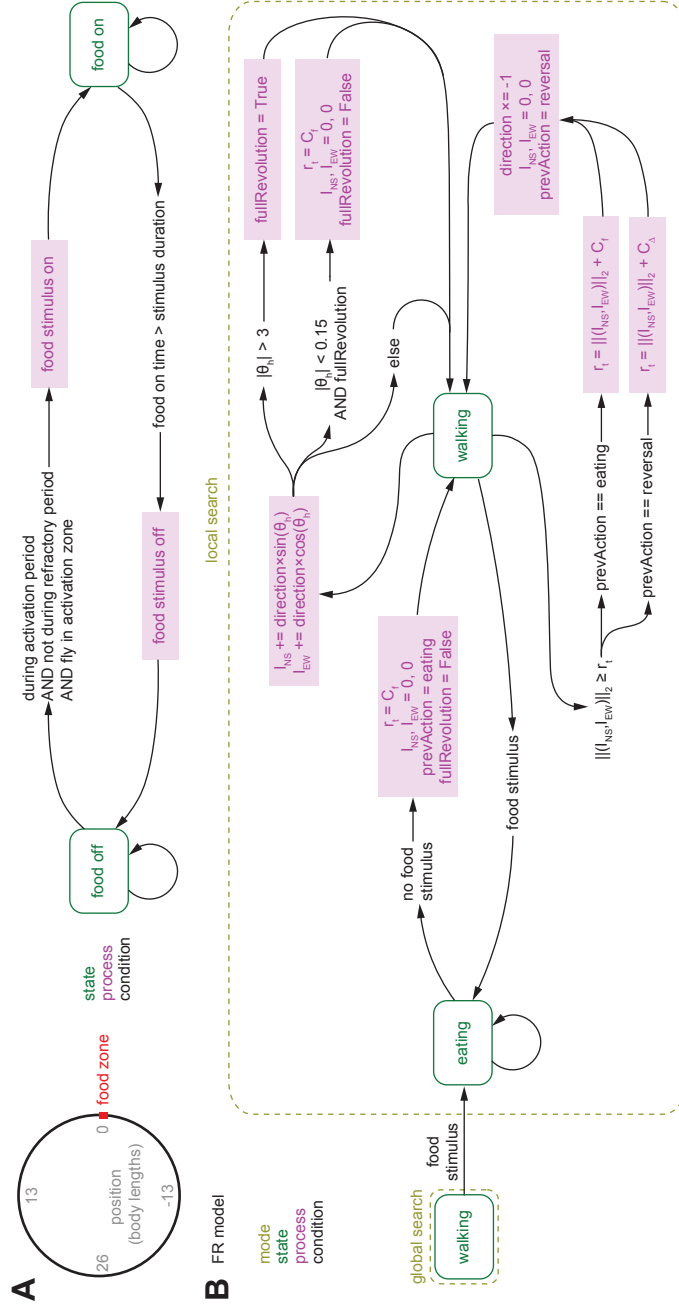 A
13
26
0
-13
position
(body lengths)
food zone
state
process
condition
food off
during activation period
AND not during refractory period
AND fly in activation zone
food stimulus on
food on
food on time > stimulus duration
food stimulus off
B
FR model
mode
state
process
condition
global search
walking
food
stimulus
local search
eating
no food
stimulus
r_t = C_f
I_NS, I_EW = 0, 0
prevAction = eating
fullRevolution = False
food stimulus
walking
I_NS += direction×sin(θ_h)
I_EW += direction×cos(θ_h)
|θ_h| > 3
fullRevolution = True
|θ_h| < 0.15
AND fullRevolution
r_t = C_f
I_NS, I_EW = 0, 0
fullRevolution = False
else
||(I_NS,I_EW)||_2 ≥ r_t
prevAction == eating
r_t = ||(I_NS,I_EW)||_2 + C_f
prevAction == reversal
r_t = ||(I_NS,I_EW)||_2 + C_Δ
direction ×= -1
I_NS, I_EW = 0, 0
prevAction = reversal